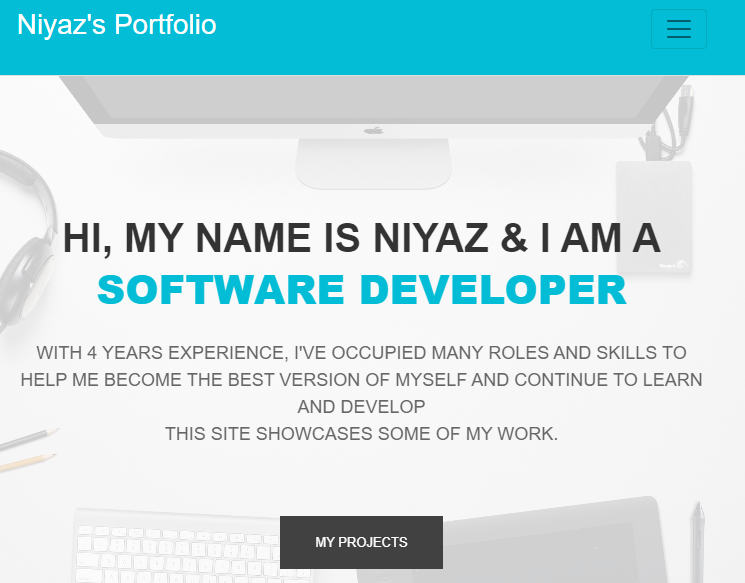 Niyaz's Portfolio
HI, MY NAME IS NIYAZ & I AM A
SOFTWARE DEVELOPER
WITH 4 YEARS EXPERIENCE, I'VE OCCUPIED MANY ROLES AND SKILLS TO
HELP ME BECOME THE BEST VERSION OF MYSELF AND CONTINUE TO LEARN
AND DEVELOP
THIS SITE SHOWCASES SOME OF MY WORK.
MY PROJECTS